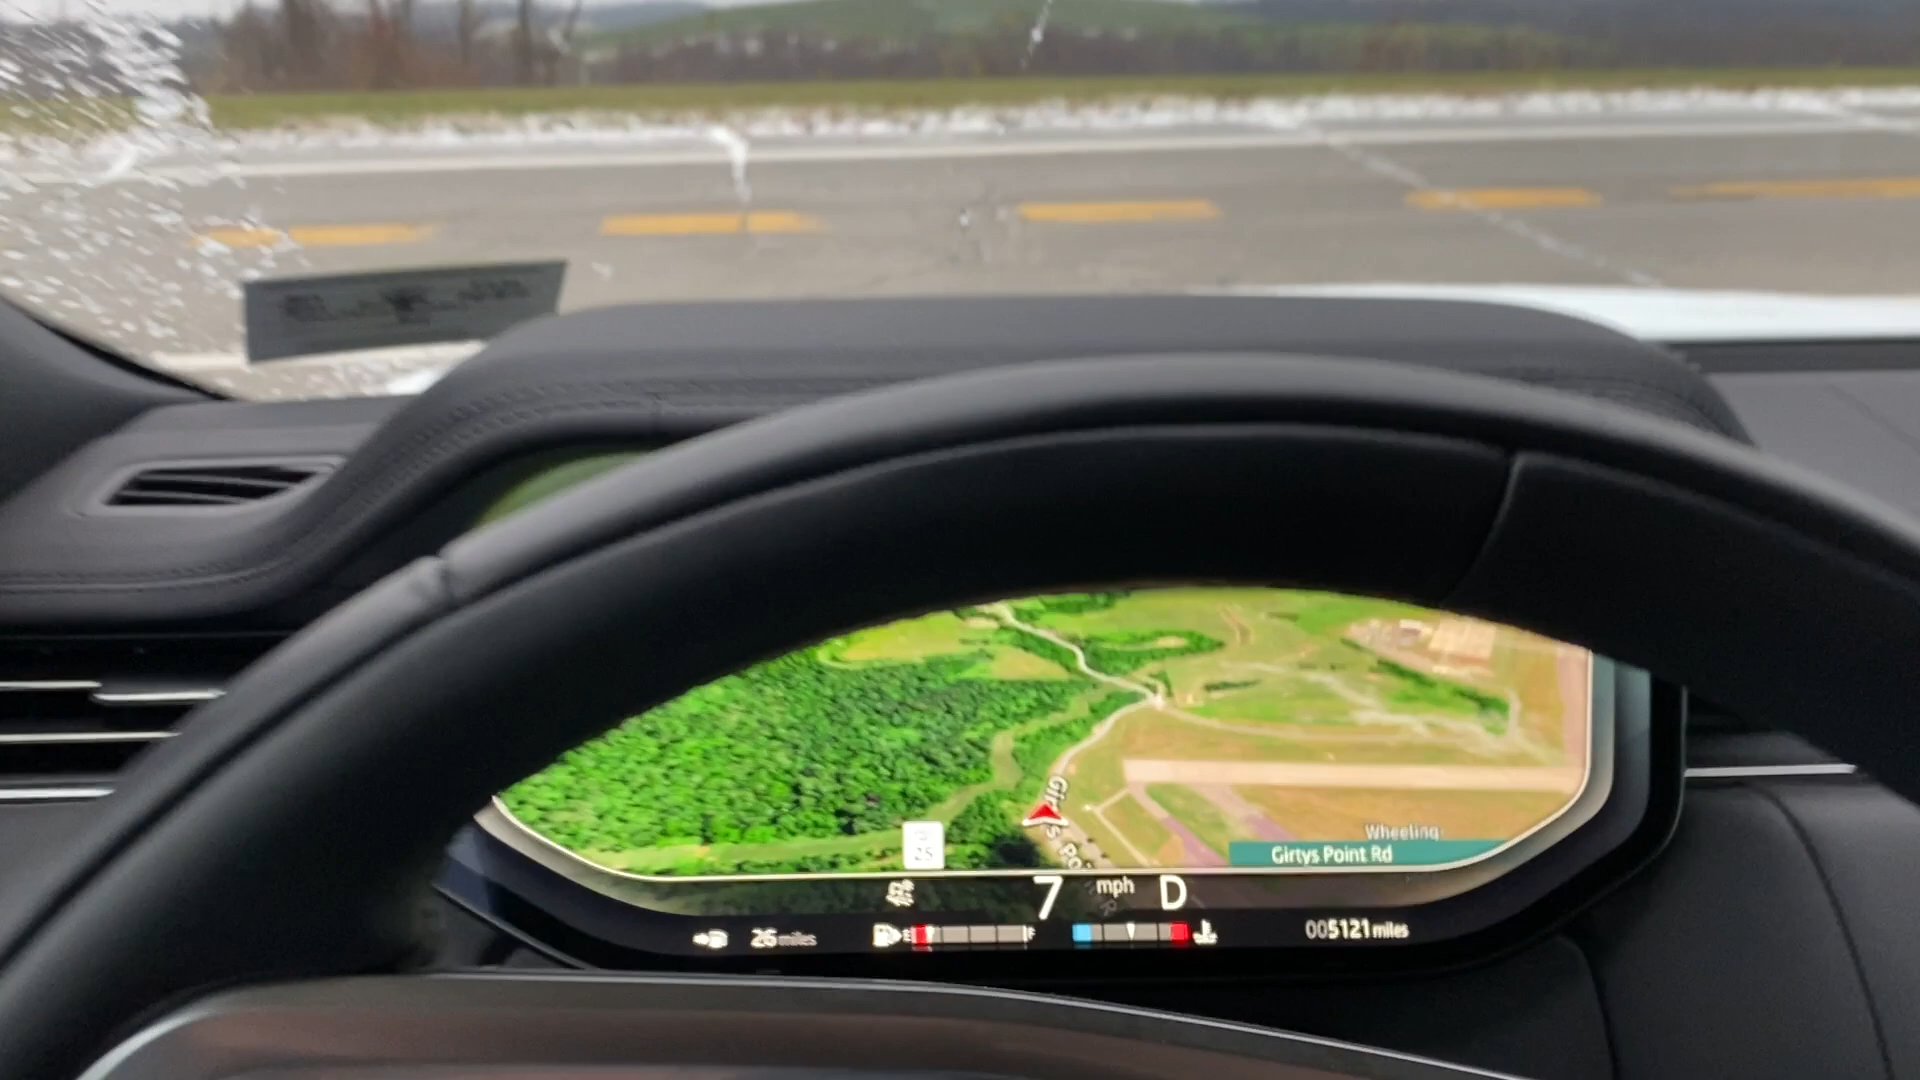 Wheeling
Girtys Point Rd
25
7 mph D
26 miles
E F
005121 miles